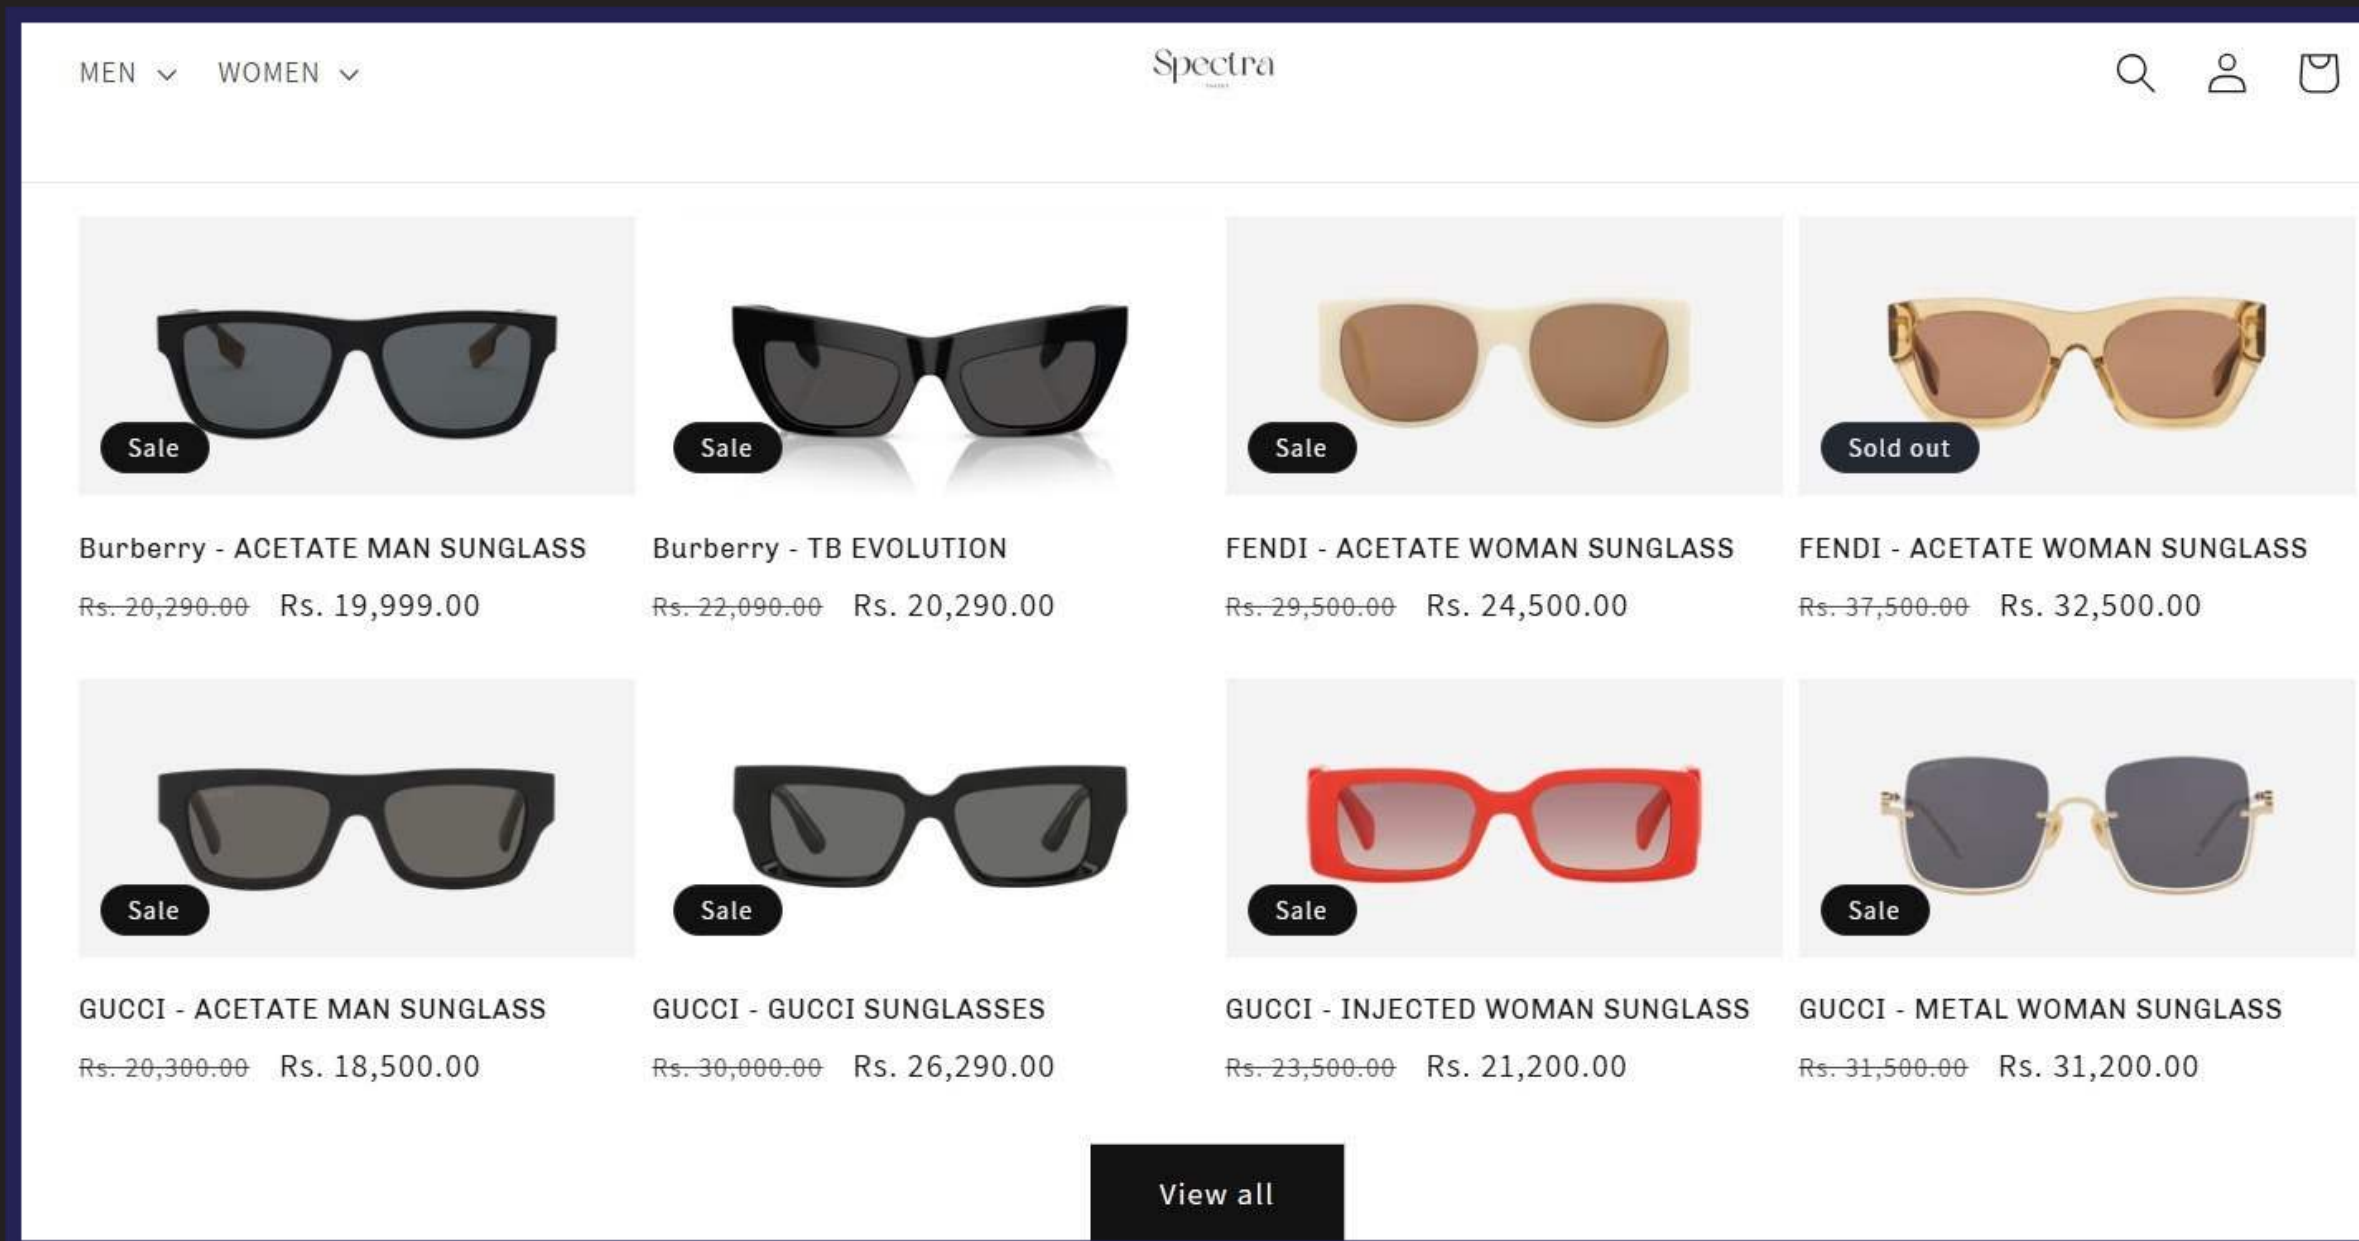 MEN WOMEN Spectra
Sale Sale Sale Sold out
Burberry - ACETATE MAN SUNGLASS Burberry - TB EVOLUTION FENDI - ACETATE WOMAN SUNGLASS FENDI - ACETATE WOMAN SUNGLASS
Rs. 20,290.00 Rs. 19,999.00 Rs. 22,090.00 Rs. 20,290.00 Rs. 29,500.00 Rs. 24,500.00 Rs. 37,500.00 Rs. 32,500.00
Sale Sale Sale Sale
GUCCI - ACETATE MAN SUNGLASS GUCCI - GUCCI SUNGLASSES GUCCI - INJECTED WOMAN SUNGLASS GUCCI - METAL WOMAN SUNGLASS
Rs. 20,300.00 Rs. 18,500.00 Rs. 30,000.00 Rs. 26,290.00 Rs. 23,500.00 Rs. 21,200.00 Rs. 31,500.00 Rs. 31,200.00
View all